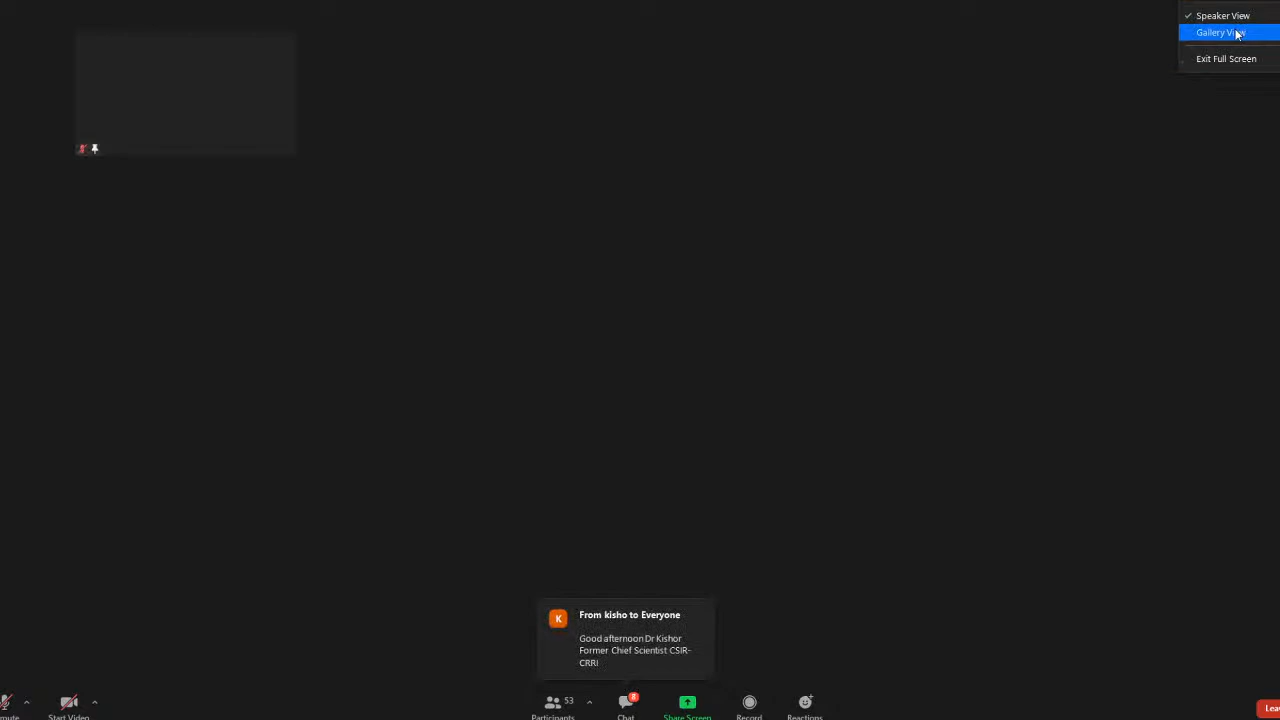 Speaker View
Gallery View
Exit Full Screen
K
From kisho to Everyone
Good afternoon Dr Kishor
Former Chief Scientist CSIR-
CRRI
53
8
Start Video
Participants
Chat
Share Screen
Record
Reactions